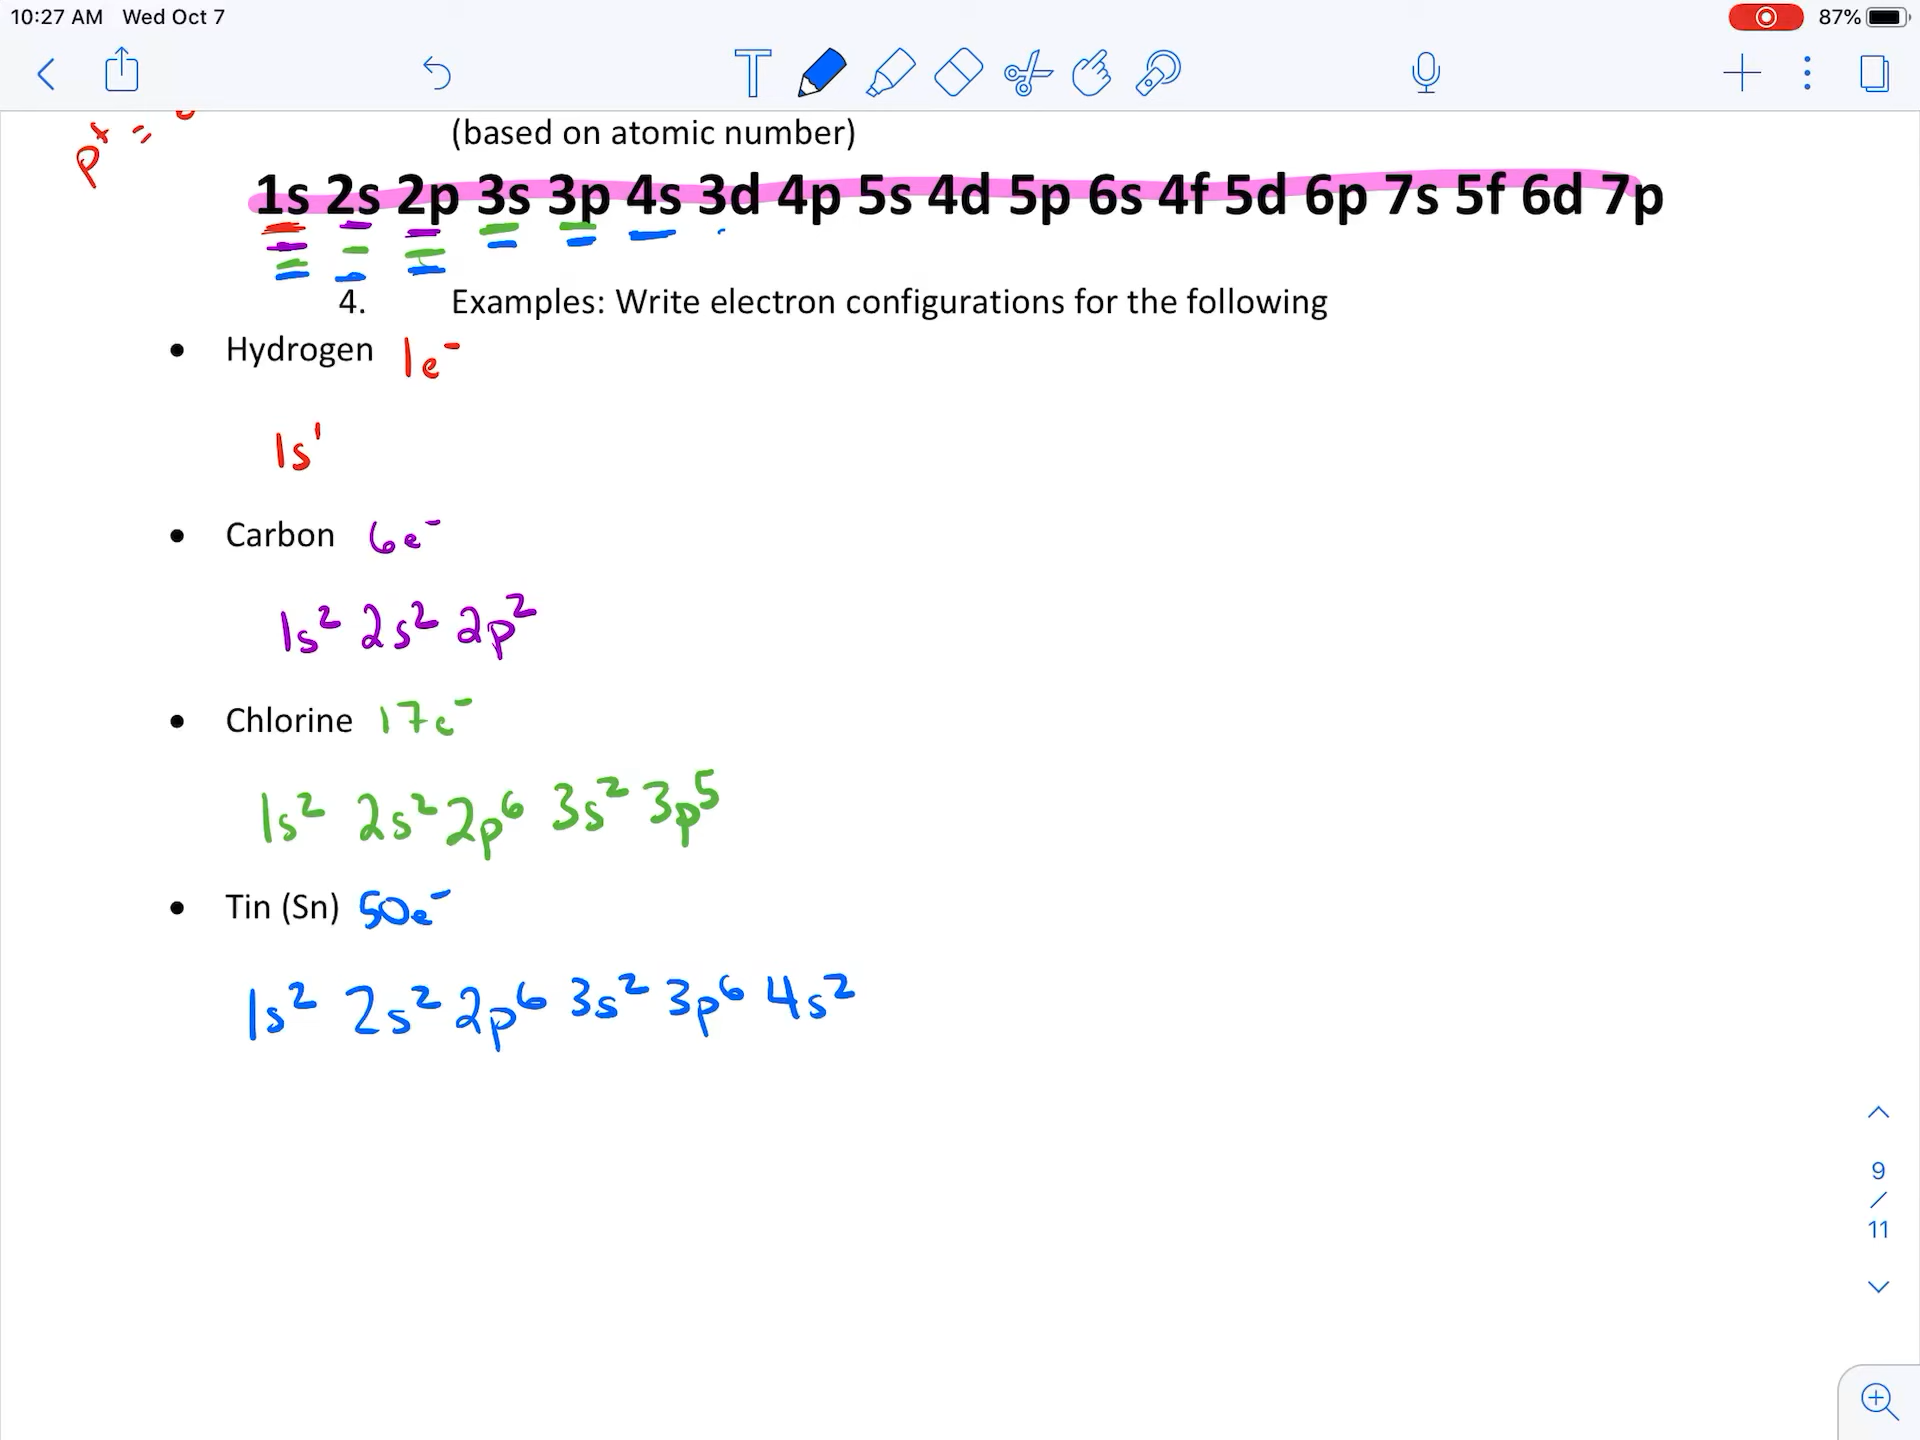 10:27 AM Wed Oct 7
87%
p⁺ =
(based on atomic number)
1s 2s 2p 3s 3p 4s 3d 4p 5s 4d 5p 6s 4f 5d 6p 7s 5f 6d 7p
4. Examples: Write electron configurations for the following
• Hydrogen 1e⁻
1s¹
• Carbon 6e⁻
1s² 2s² 2p²
• Chlorine 17e⁻
1s² 2s² 2p⁶ 3s² 3p⁵
• Tin (Sn) 50e⁻
1s² 2s² 2p⁶ 3s² 3p⁶ 4s²
9
/
11